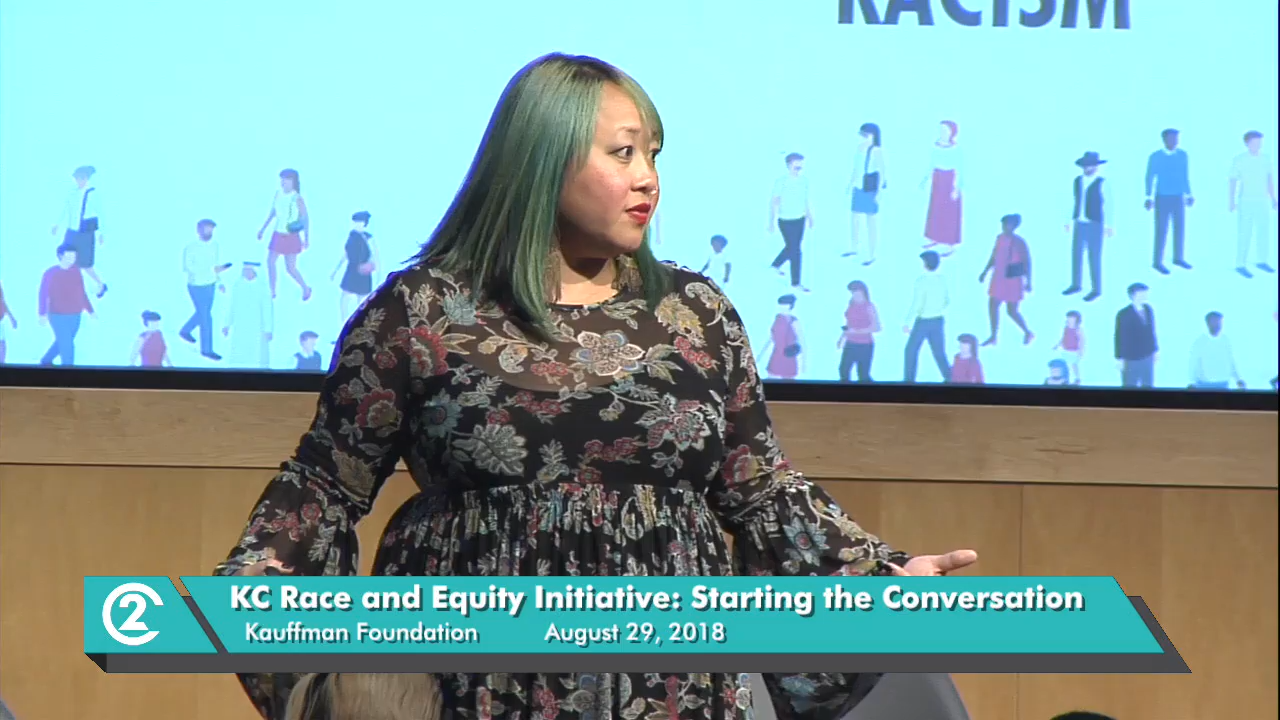 RACISM
2
KC Race and Equity Initiative: Starting the Conversation
Kauffman Foundation August 29, 2018